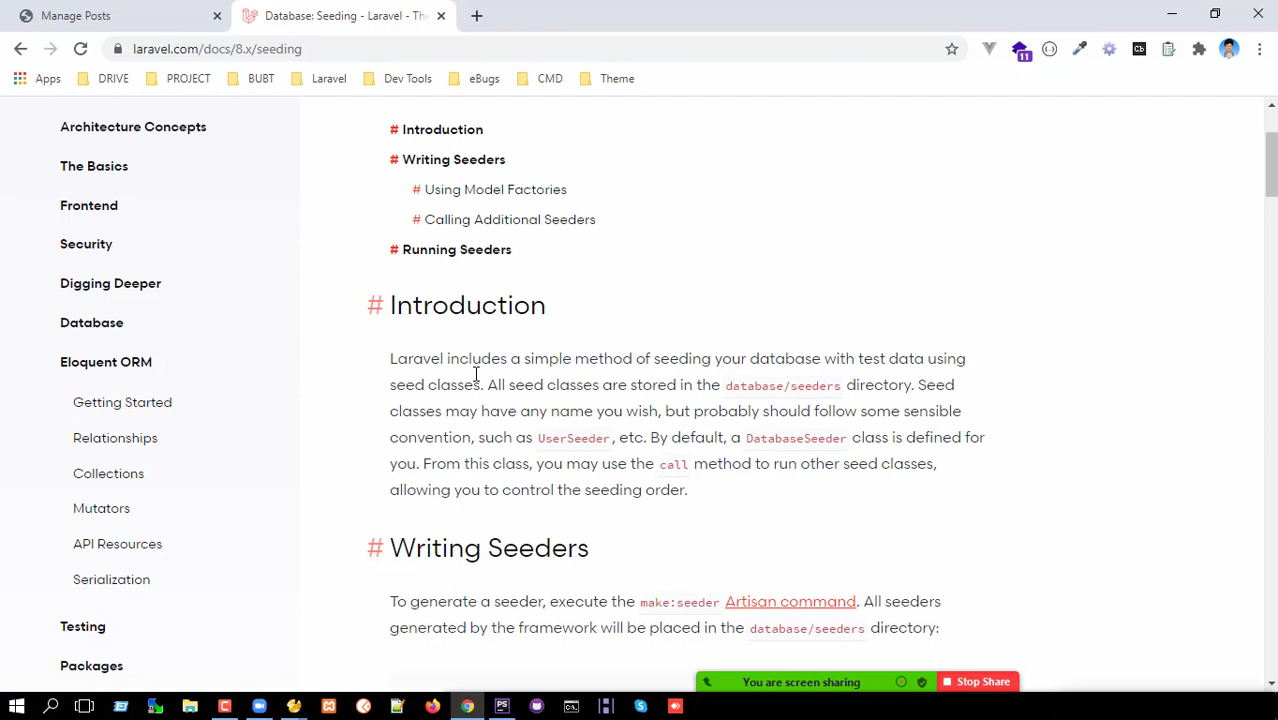 Manage Posts
Database: Seeding - Laravel - The
laravel.com/docs/8.x/seeding
11
Cb
Apps
DRIVE
PROJECT
BUBT
Laravel
Dev Tools
eBugs
CMD
Theme
Architecture Concepts
The Basics
Frontend
Security
Digging Deeper
Database
Eloquent ORM
Getting Started
Relationships
Collections
Mutators
API Resources
Serialization
Testing
Packages
# Introduction
# Writing Seeders
# Using Model Factories
# Calling Additional Seeders
# Running Seeders
# Introduction
Laravel includes a simple method of seeding your database with test data using
seed classes. All seed classes are stored in the database/seeders directory. Seed
classes may have any name you wish, but probably should follow some sensible
convention, such as UserSeeder, etc. By default, a DatabaseSeeder class is defined for
you. From this class, you may use the call method to run other seed classes,
allowing you to control the seeding order.
# Writing Seeders
To generate a seeder, execute the make:seeder Artisan command. All seeders
generated by the framework will be placed in the database/seeders directory:
You are screen sharing
Stop Share
PS